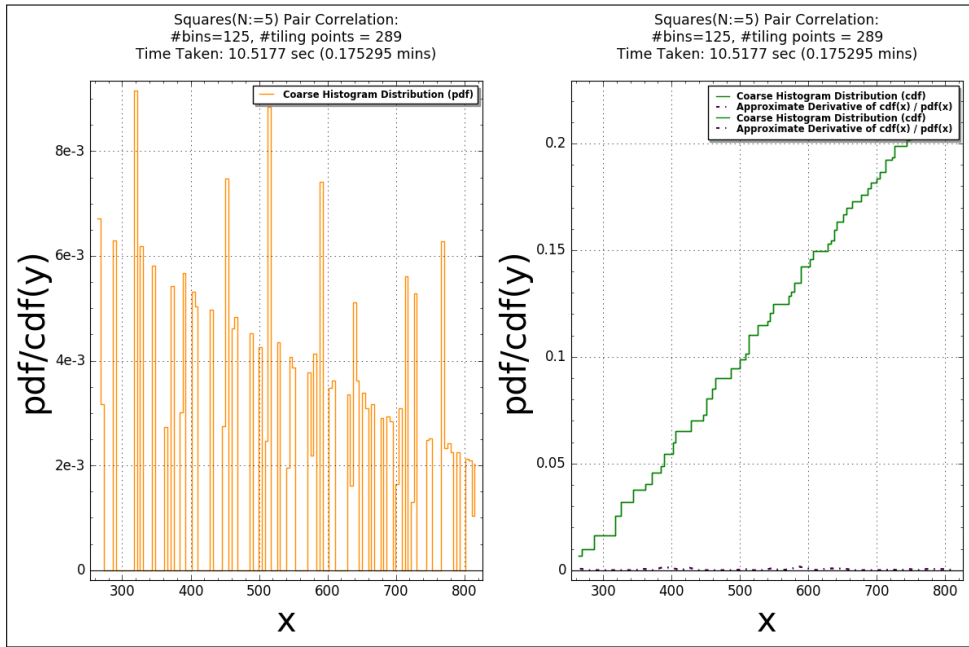 Squares(N:=5) Pair Correlation:
#bins=125, #tiling points = 289
Time Taken: 10.5177 sec (0.175295 mins)
Coarse Histogram Distribution (pdf)
8e-3
6e-3
4e-3
2e-3
0
pdf/cdf(y)
300 400 500 600 700 800
x
Squares(N:=5) Pair Correlation:
#bins=125, #tiling points = 289
Time Taken: 10.5177 sec (0.175295 mins)
Coarse Histogram Distribution (cdf)
Approximate Derivative of cdf(x) / pdf(x)
Coarse Histogram Distribution (cdf)
Approximate Derivative of cdf(x) / pdf(x)
0.2
0.15
0.1
0.05
0
pdf/cdf(y)
300 400 500 600 700 800
x